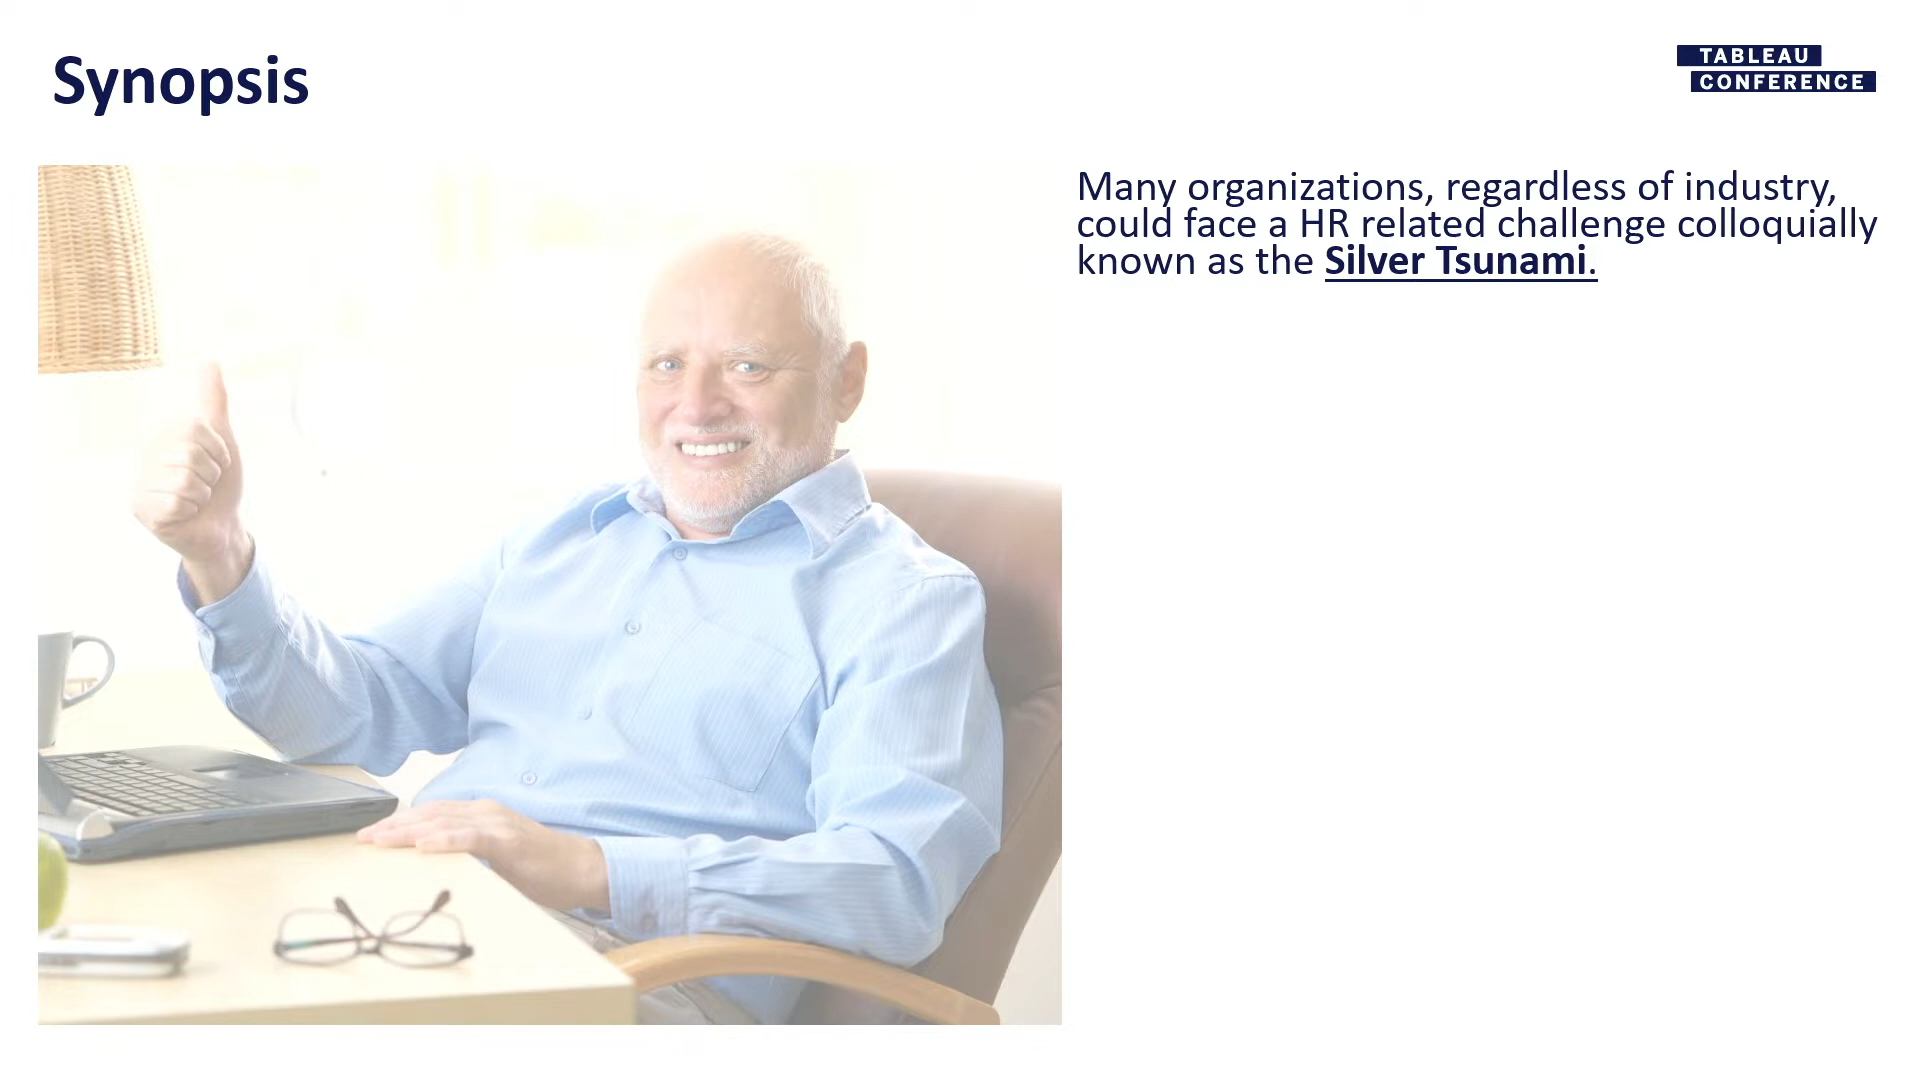 Synopsis
TABLEAU
CONFERENCE
Many organizations, regardless of industry,
could face a HR related challenge colloquially
known as the Silver Tsunami.